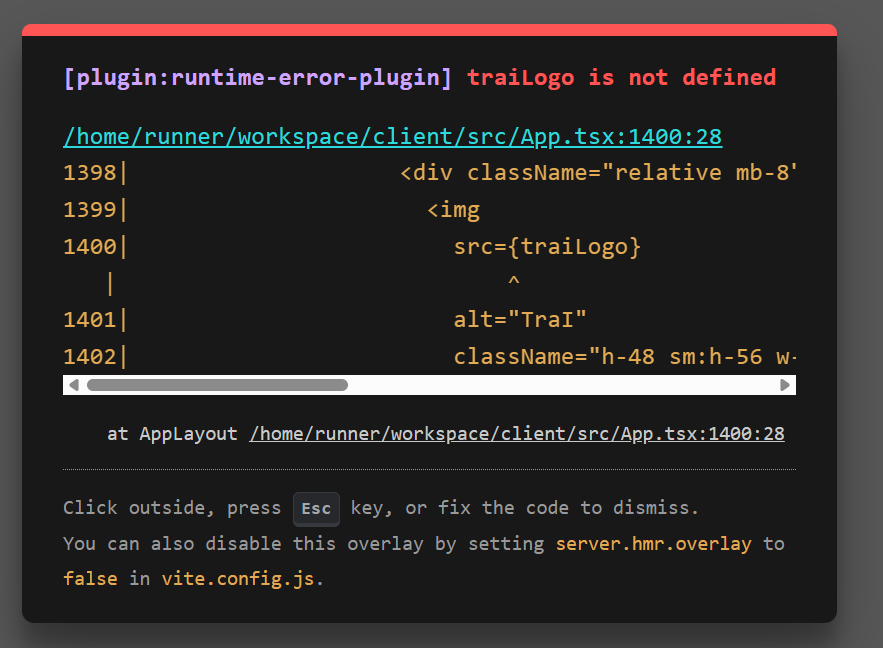 [plugin:runtime-error-plugin] traiLogo is not defined
/home/runner/workspace/client/src/App.tsx:1400:28
1398|                    <div className="relative mb-8"
1399|                      <img
1400|                        src={traiLogo}
    |                            ^
1401|                        alt="TraI"
1402|                        className="h-48 sm:h-56 w-
at AppLayout /home/runner/workspace/client/src/App.tsx:1400:28
Click outside, press Esc key, or fix the code to dismiss.
You can also disable this overlay by setting server.hmr.overlay to
false in vite.config.js.